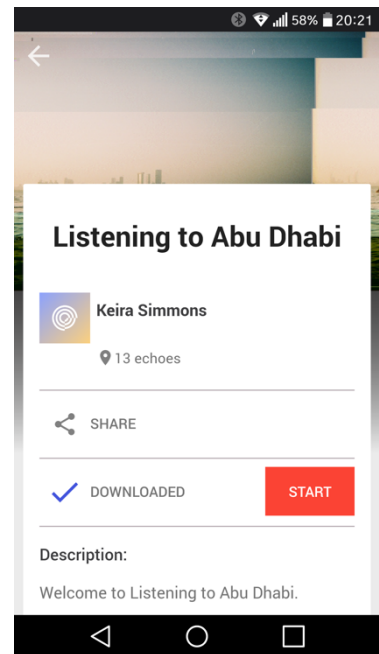 58% 20:21
Listening to Abu Dhabi
Keira Simmons
13 echoes
SHARE
DOWNLOADED START
Description:
Welcome to Listening to Abu Dhabi.